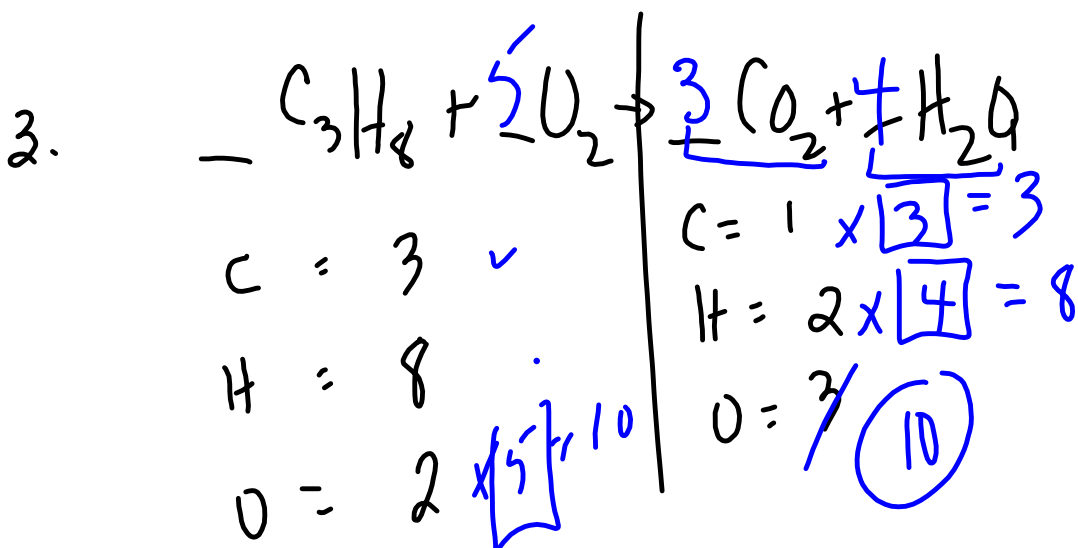 3. _ C₃H₈ + 5 O₂ → 3 CO₂ + 4 H₂O
C = 3 ✓ C = 1 × 3 = 3
H = 8 . H = 2 × 4 = 8
O = 2 × 5 = 10 O = 3 10